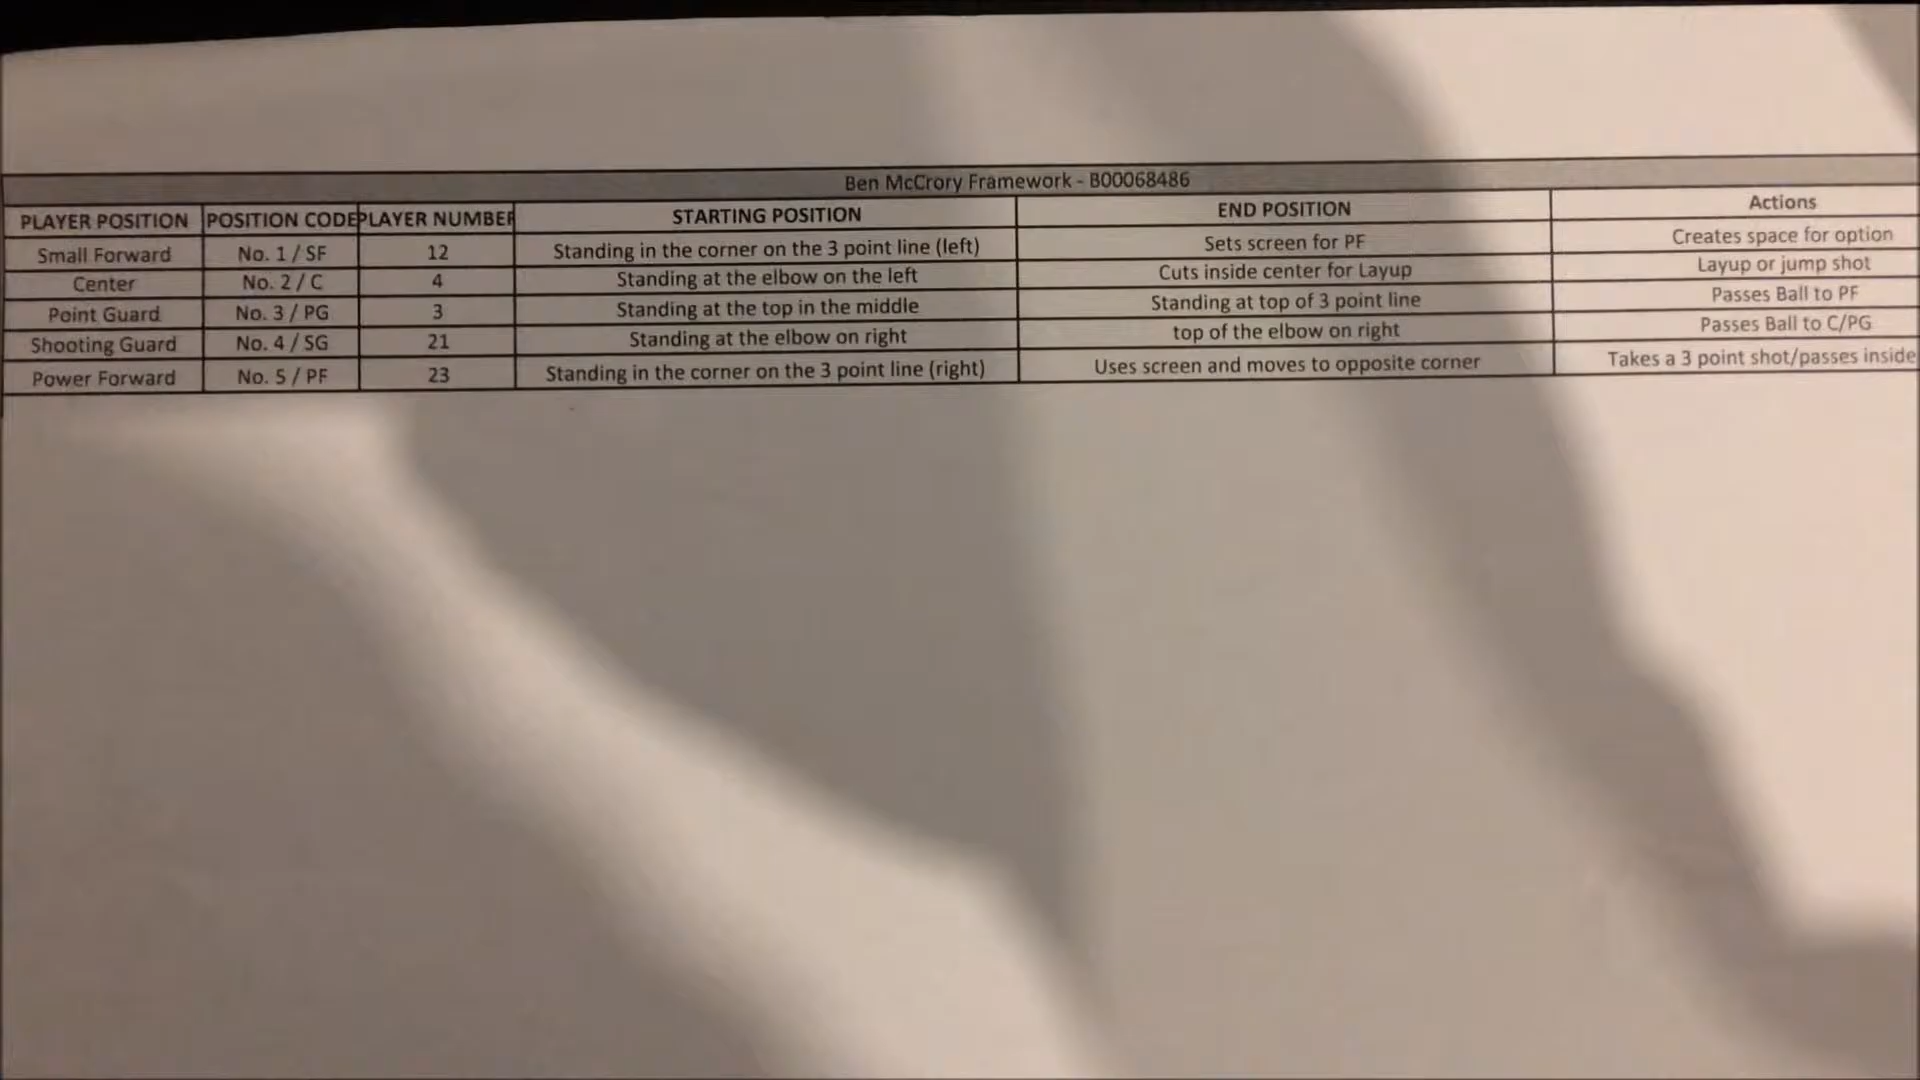 Ben McCrory Framework - B00068486
PLAYER POSITION POSITION CODE PLAYER NUMBER STARTING POSITION END POSITION Actions
Small Forward No. 1 / SF 12 Standing in the corner on the 3 point line (left) Sets screen for PF Creates space for option
Center No. 2 / C 4 Standing at the elbow on the left Cuts inside center for Layup Layup or jump shot
Point Guard No. 3 / PG 3 Standing at the top in the middle Standing at top of 3 point line Passes Ball to PF
Shooting Guard No. 4 / SG 21 Standing at the elbow on right top of the elbow on right Passes Ball to C/PG
Power Forward No. 5 / PF 23 Standing in the corner on the 3 point line (right) Uses screen and moves to opposite corner Takes a 3 point shot/passes inside